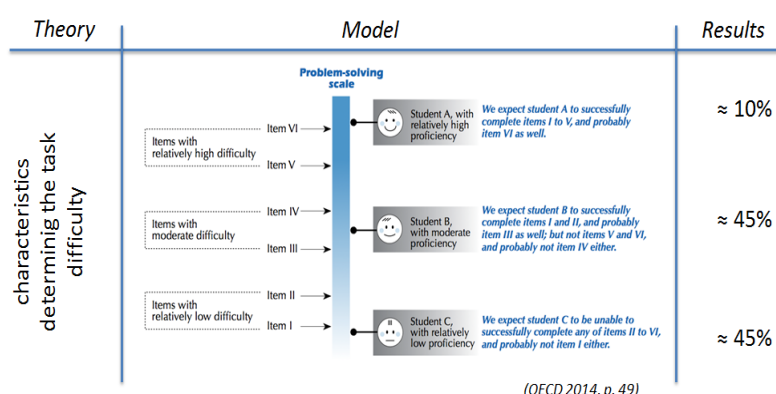 Theory
Model
Results
characteristics
determinig the task
difficulty
Problem-solving
scale
Items with
relatively high difficulty
Item VI
Item V
Student A, with
relatively high
proficiency
We expect student A to successfully
complete items I to V, and probably
item VI as well.
≈ 10%
Items with
moderate difficulty
Item IV
Item III
Student B,
with moderate
proficiency
We expect student B to successfully
complete items I and II, and probably
item III as well; but not items V and VI,
and probably not item IV either.
≈ 45%
Items with
relatively low difficulty
Item II
Item I
Student C,
with relatively
low proficiency
We expect student C to be unable to
successfully complete any of items II to VI,
and probably not item I either.
≈ 45%
(OECD 2014, p. 49)